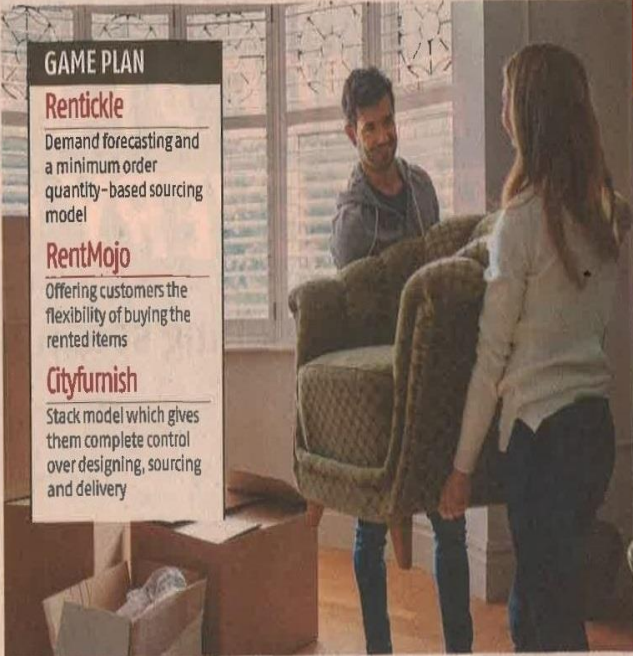 GAME PLAN
Rentickle
Demand forecasting and
a minimum order
quantity-based sourcing
model
RentMojo
Offering customers the
flexibility of buying the
rented items
Cityfurnish
Stack model which gives
them complete control
over designing, sourcing
and delivery